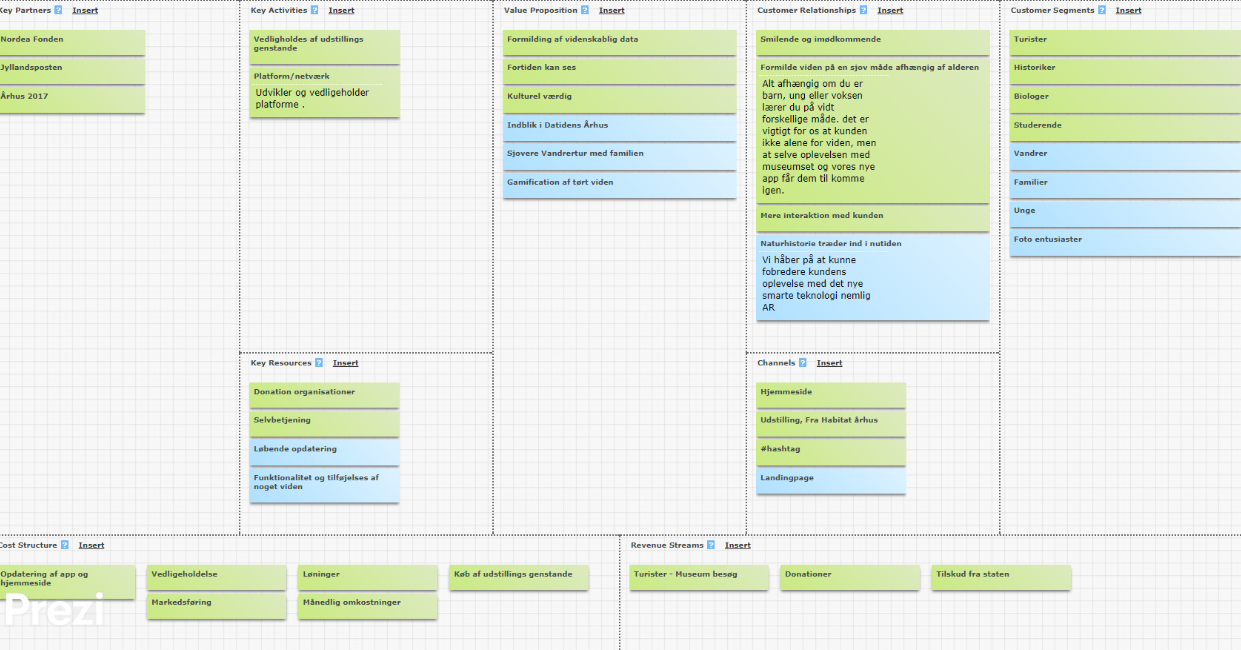 Key Partners ? Insert
Nordea Fonden
Jyllandsposten
Århus 2017
Key Activities ? Insert
Vedligeholdes af udstillings
genstande
Platform/netværk
Udvikler og vedligeholder
platforme .
Key Resources ? Insert
Donation organisationer
Selvbetjening
Løbende opdatering
Funktionalitet og tilføjelses af
noget viden
Value Proposition ? Insert
Formilding af videnskablig data
Fortiden kan ses
Kulturel værdig
Indblik i Datidens Århus
Sjovere Vandrertur med familien
Gamification af tørt viden
Customer Relationships ? Insert
Smilende og imødkommende
Formilde viden på en sjov måde afhængig af alderen
Alt afhængig om du er
barn, ung eller voksen
lærer du på vidt
forskellige måde. det er
vigtigt for os at kunden
ikke alene for viden, men
at selve oplevelsen med
museumset og vores nye
app får dem til komme
igen.
Mere interaktion med kunden
Naturhistorie træder ind i nutiden
Vi håber på at kunne
fobredere kundens
oplevelse med det nye
smarte teknologi nemlig
AR
Channels ? Insert
Hjemmeside
Udstilling, Fra Habitat århus
#hashtag
Landingpage
Customer Segments ? Insert
Turister
Historiker
Biologer
Studerende
Vandrer
Familier
Unge
Foto entusiaster
Cost Structure ? Insert
Opdatering af app og
hjemmeside
Vedligeholdelse
Markedsføring
Løninger
Månedlig omkostninger
Køb af udstillings genstande
Revenue Streams ? Insert
Turister - Museum besøg
Donationer
Tilskud fra staten
Prezi